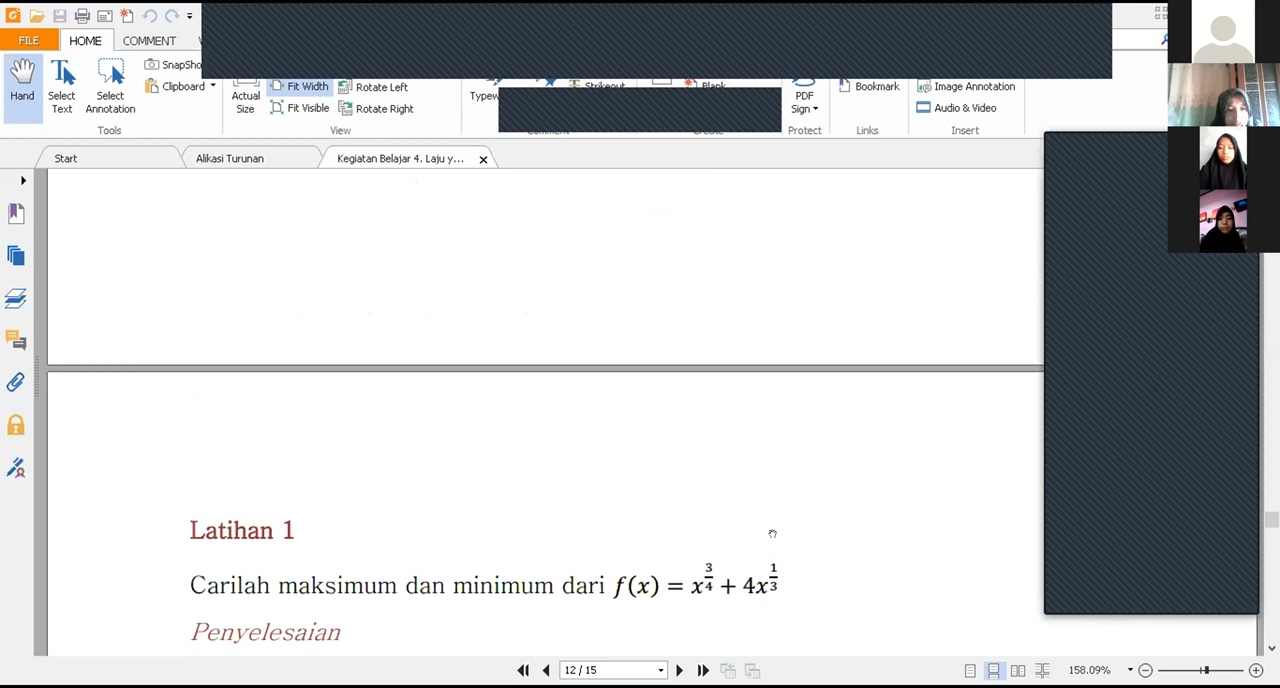 FILE
HOME
COMMENT
Hand
Select Text
Select Annotation
SnapSho
Clipboard
Tools
Actual Size
Fit Width
Fit Visible
Rotate Left
Rotate Right
View
Typew
Strikeout
Blank
PDF Sign
Protect
Bookmark
Links
Image Annotation
Audio & Video
Insert
Start
Alikasi Turunan
Kegiatan Belajar 4. Laju y...
Latihan 1
Carilah maksimum dan minimum dari f(x) = x^(3/4) + 4x^(1/3)
Penyelesaian
12 / 15
158.09%